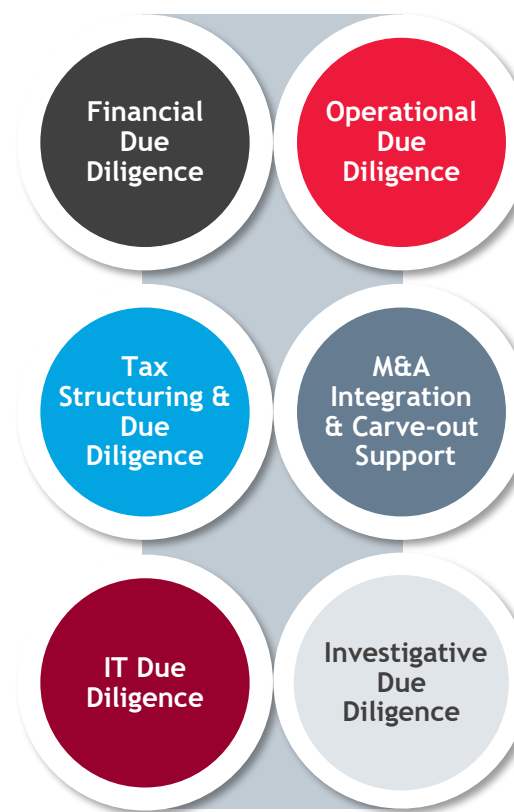 Financial
Due
Diligence
Operational
Due
Diligence
Tax
Structuring &
Due
Diligence
M&A
Integration
& Carve-out
Support
IT Due
Diligence
Investigative
Due
Diligence